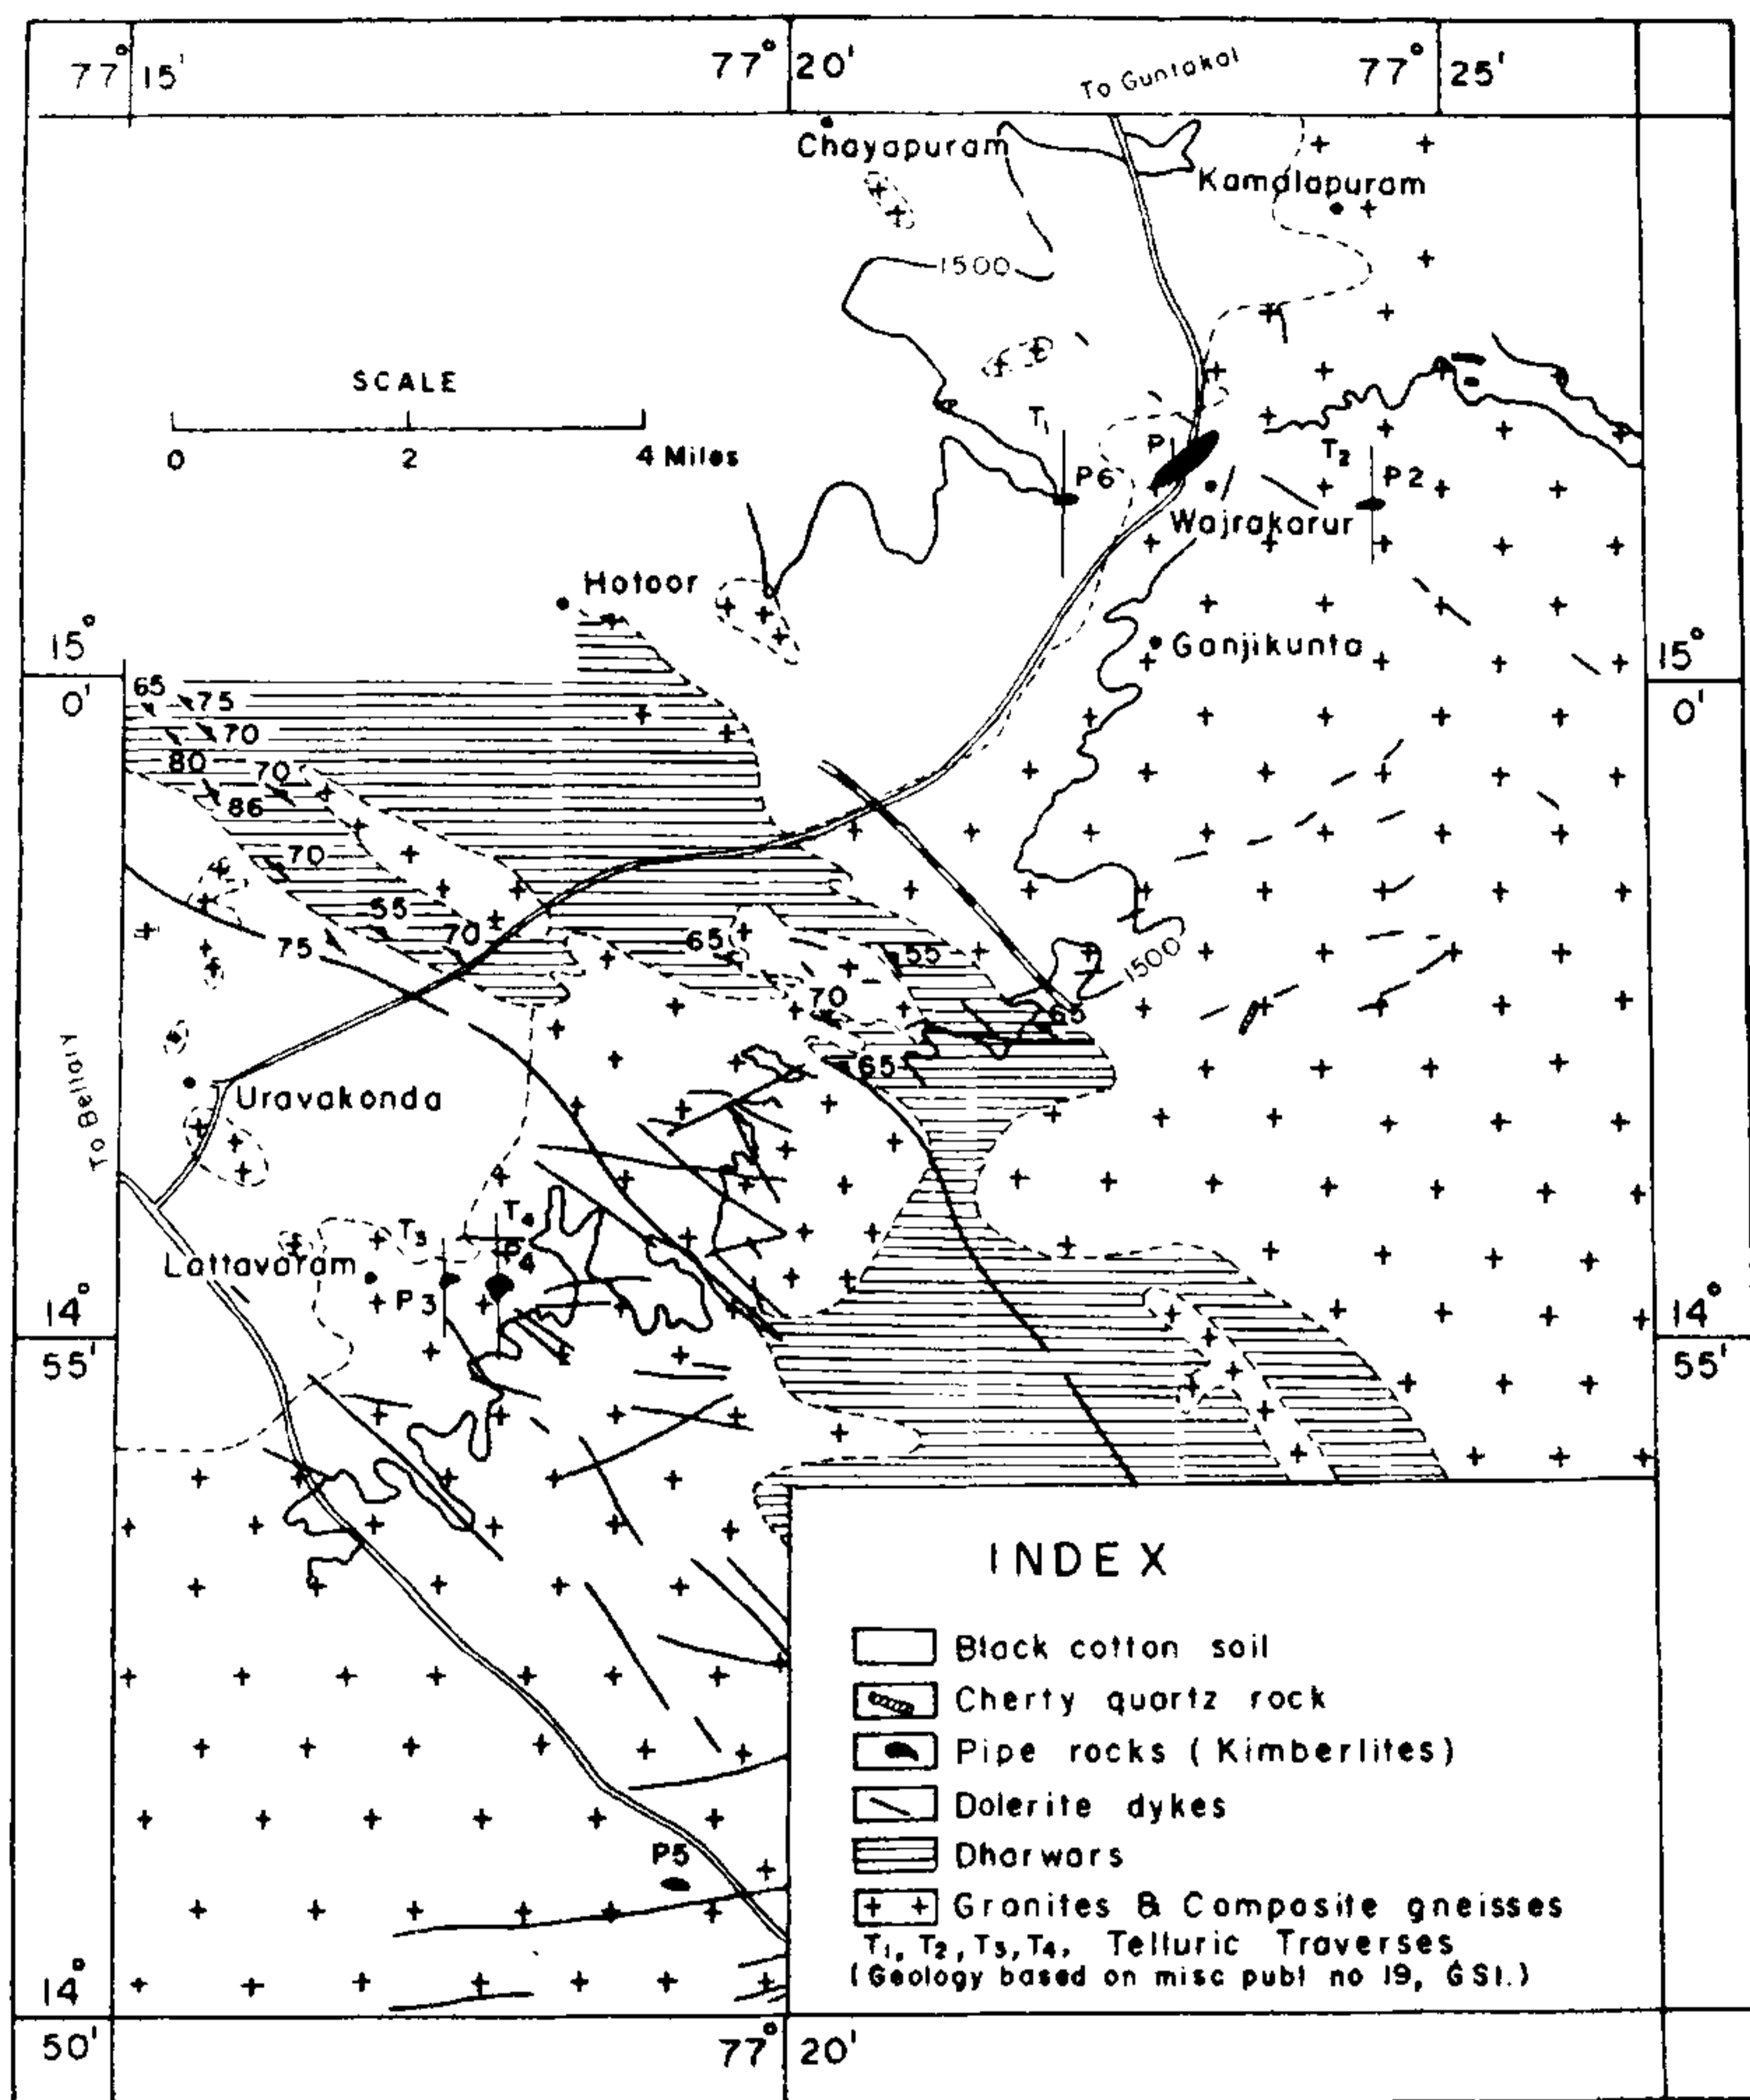 77° 15'
77° 20'
77° 25'
To Guntakal
Chayapuram
Kamalapuram
1500
SCALE
0 2 4 Miles
T₁
P6
P1
T₂
P2
Wajrakarur
Hotoor
15° 0'
Ganjikunta
15° 0'
65
75
70
80
70
86
70
55
70
75
65
55
70
65
65
1500
To Bellary
Uravakonda
T₃
T₄
P4
Lattavaram
P3
14° 55'
14° 55'
INDEX
Black cotton soil
Cherty quartz rock
Pipe rocks (Kimberlites)
Dolerite dykes
Dharwars
P5
Granites & Composite gneisses
T₁, T₂, T₃, T₄, Telluric Traverses
(Geology based on misc publ no 19, GSI.)
14° 50'
77° 20'